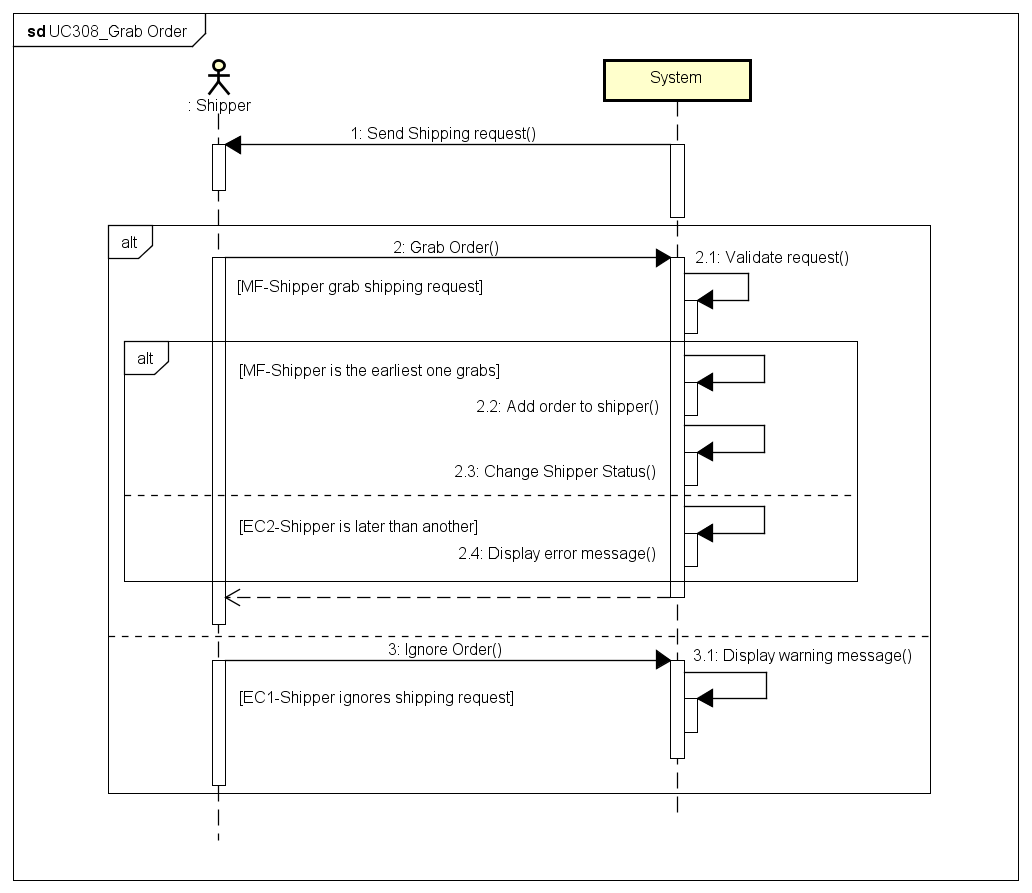 sd UC308_Grab Order
: Shipper
System
1: Send Shipping request()
alt
2: Grab Order()
2.1: Validate request()
[MF-Shipper grab shipping request]
alt
[MF-Shipper is the earliest one grabs]
2.2: Add order to shipper()
2.3: Change Shipper Status()
[EC2-Shipper is later than another]
2.4: Display error message()
3: Ignore Order()
3.1: Display warning message()
[EC1-Shipper ignores shipping request]